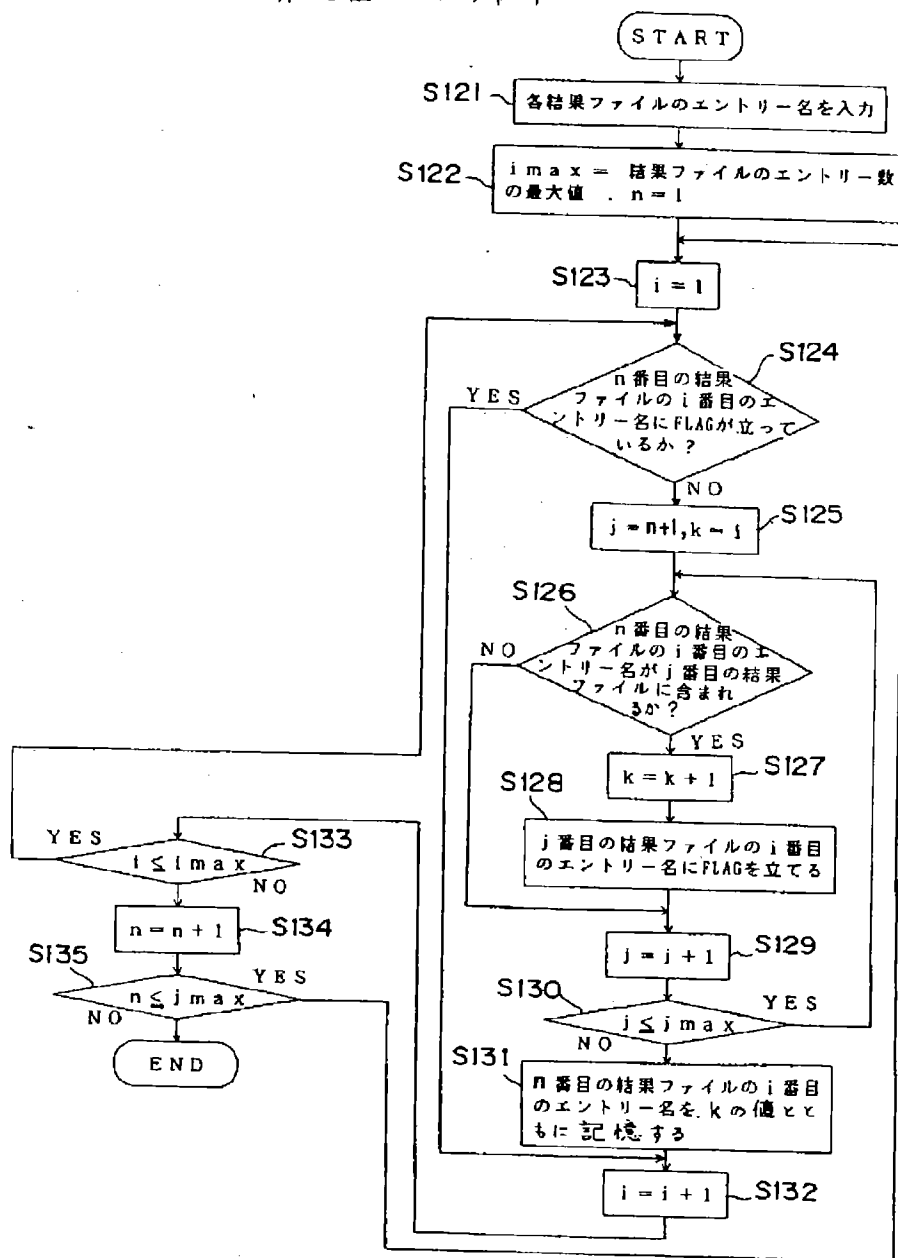 START
S121
各結果ファイルのエントリー名を入力
S122
imax = 結果ファイルのエントリー数
の最大値 . n=1
S123
i = 1
S124
n番目の結果
ファイルのi番目のエ
ントリー名にFLAGが立って
いるか?
YES
NO
S125
j=n+1,k=1
S126
n番目の結果
ファイルのi番目のエ
ントリー名がj番目の結果
ファイルに含まれ
るか?
NO
YES
S127
k=k+1
S128
j番目の結果ファイルのi番目
のエントリー名にFLAGを立てる
S129
j=j+1
S130
j≦jmax
YES
NO
S131
n番目の結果ファイルのi番目
のエントリー名を、kの値とと
もに記憶する
S132
i=i+1
S133
i≦imax
YES
NO
S134
n=n+1
S135
n≦jmax
YES
NO
END